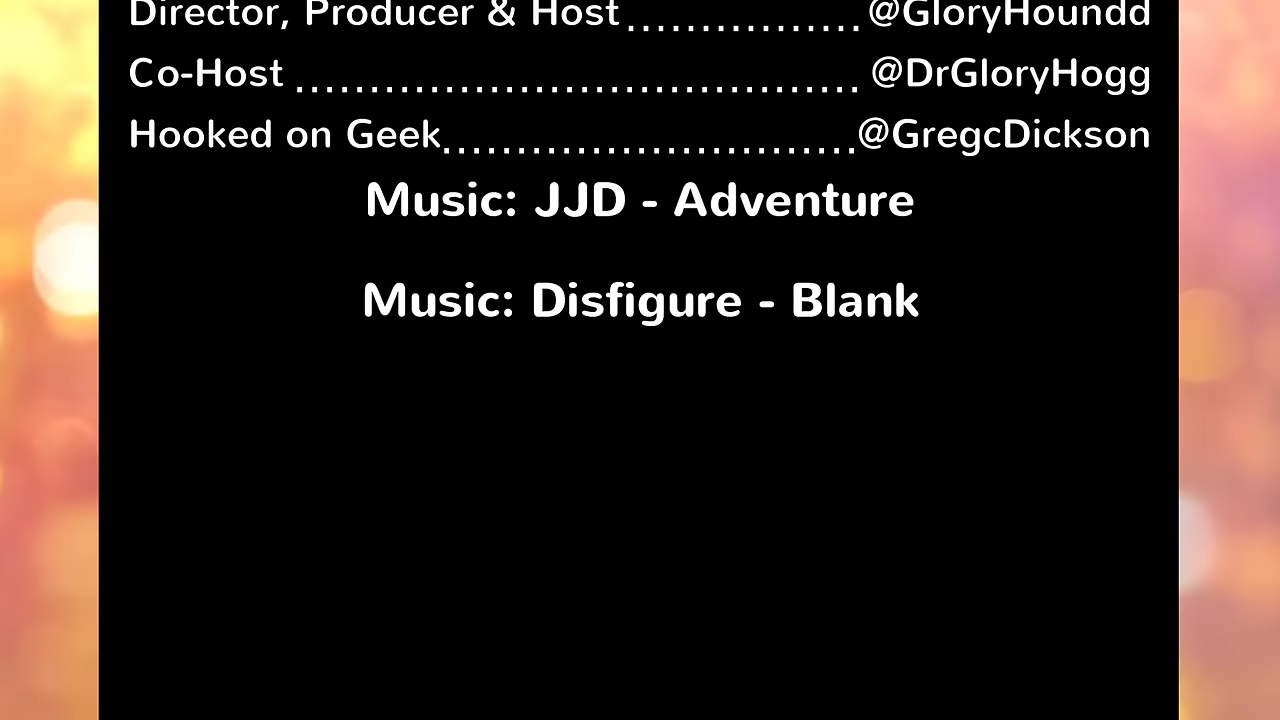 Director, Producer & Host................@GloryHoundd
Co-Host ......................................@DrGloryHogg
Hooked on Geek............................@GregcDickson
Music: JJD - Adventure
Music: Disfigure - Blank